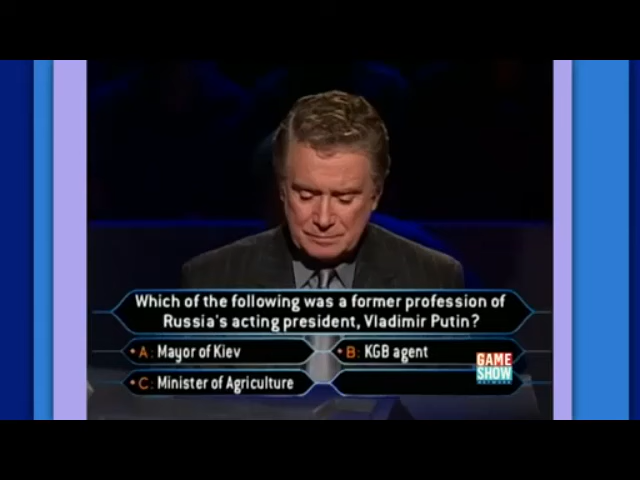 Which of the following was a former profession of
Russia's acting president, Vladimir Putin?
A: Mayor of Kiev
B: KGB agent
C: Minister of Agriculture
GAME
SHOW
NETWORK